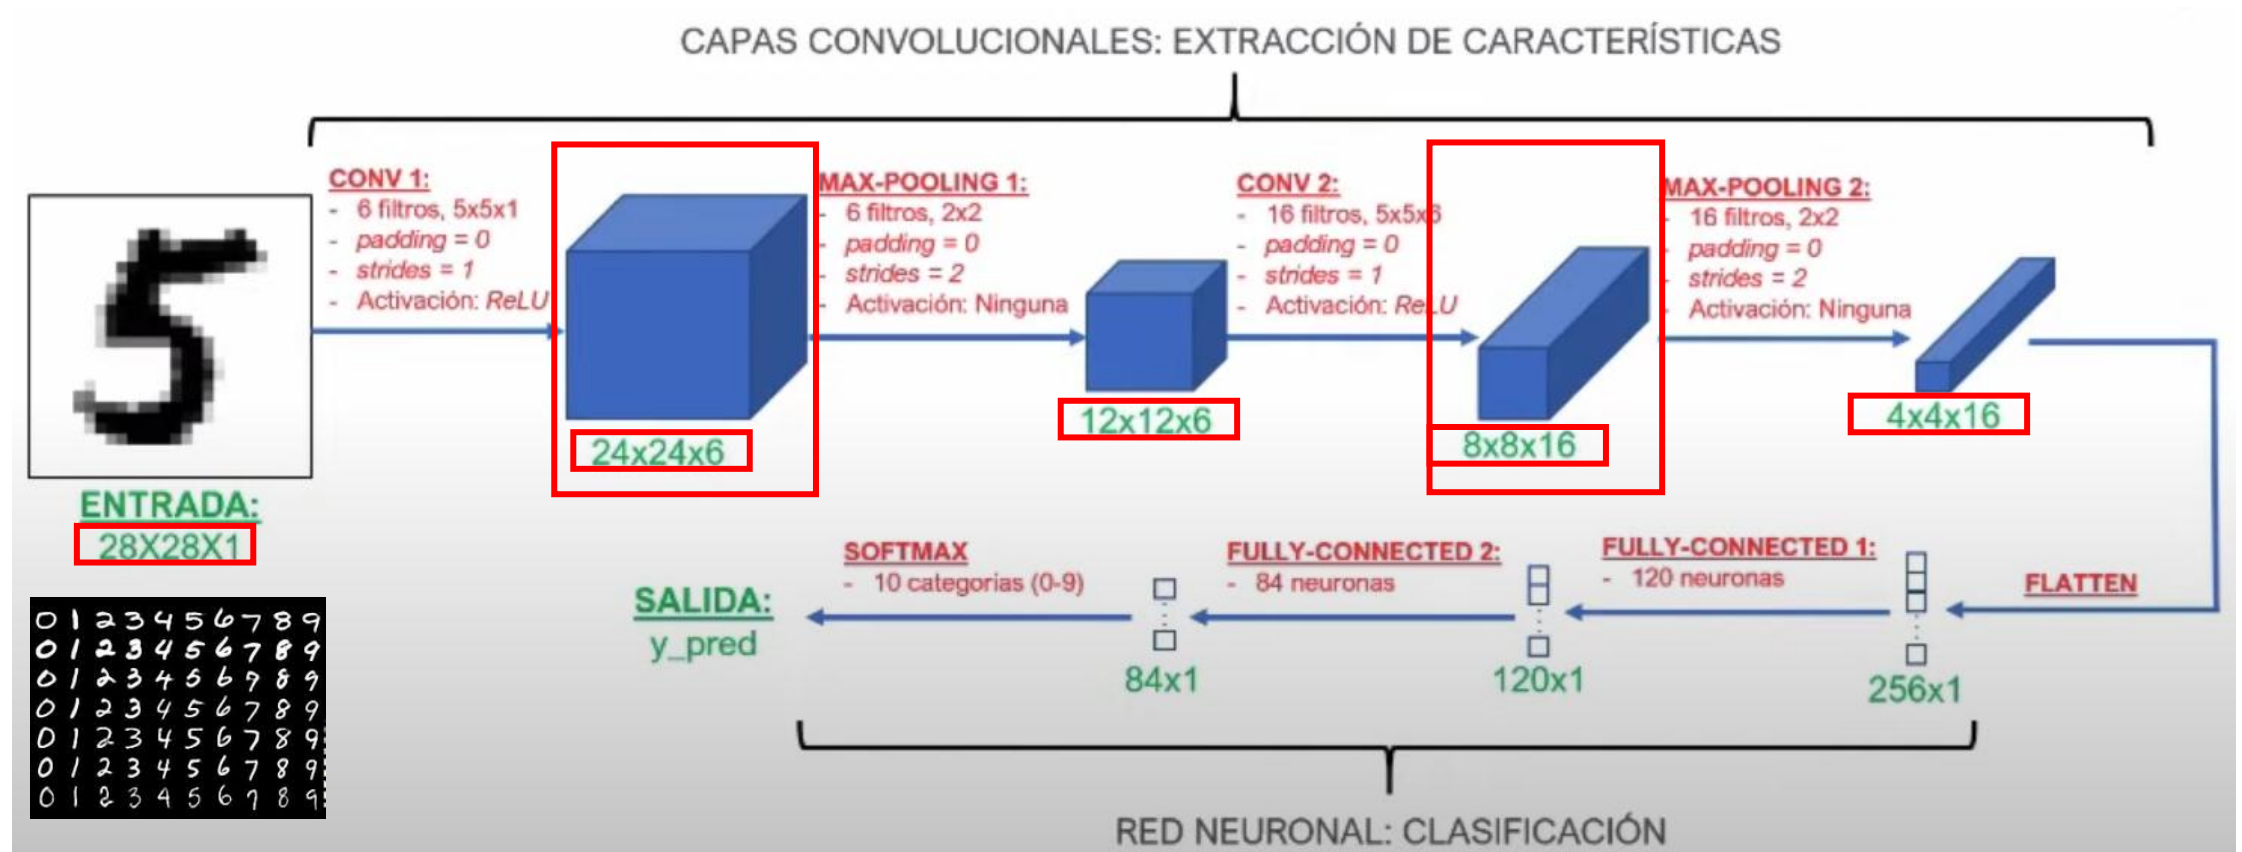 CAPAS CONVOLUCIONALES: EXTRACCIÓN DE CARACTERÍSTICAS
CONV 1:
- 6 filtros, 5x5x1
- padding = 0
- strides = 1
- Activación: ReLU
MAX-POOLING 1:
- 6 filtros, 2x2
- padding = 0
- strides = 2
- Activación: Ninguna
CONV 2:
- 16 filtros, 5x5x6
- padding = 0
- strides = 1
- Activación: ReLU
MAX-POOLING 2:
- 16 filtros, 2x2
- padding = 0
- strides = 2
- Activación: Ninguna
5
24x24x6
12x12x6
8x8x16
4x4x16
ENTRADA:
28X28X1
SALIDA:
y_pred
SOFTMAX
- 10 categorias (0-9)
FULLY-CONNECTED 2:
- 84 neuronas
FULLY-CONNECTED 1:
- 120 neuronas
FLATTEN
84x1
120x1
256x1
0 1 2 3 4 5 6 7 8 9
0 1 2 3 4 5 6 7 8 9
0 1 2 3 4 5 6 7 8 9
0 1 2 3 4 5 6 7 8 9
0 1 2 3 4 5 6 7 8 9
0 1 2 3 4 5 6 7 8 9
0 1 2 3 4 5 6 7 8 9
RED NEURONAL: CLASIFICACIÓN